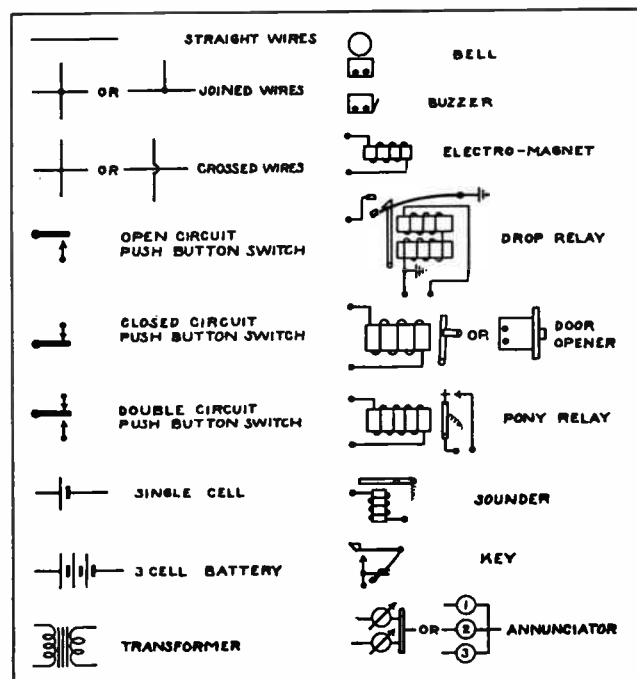 STRAIGHT WIRES
OR JOINED WIRES
OR CROSSED WIRES
OPEN CIRCUIT
PUSH BUTTON SWITCH
CLOSED CIRCUIT
PUSH BUTTON SWITCH
DOUBLE CIRCUIT
PUSH BUTTON SWITCH
SINGLE CELL
3 CELL BATTERY
TRANSFORMER
BELL
BUZZER
ELECTRO-MAGNET
DROP RELAY
OR DOOR
OPENER
PONY RELAY
SOUNDER
KEY
1
OR 2 ANNUNCIATOR
3